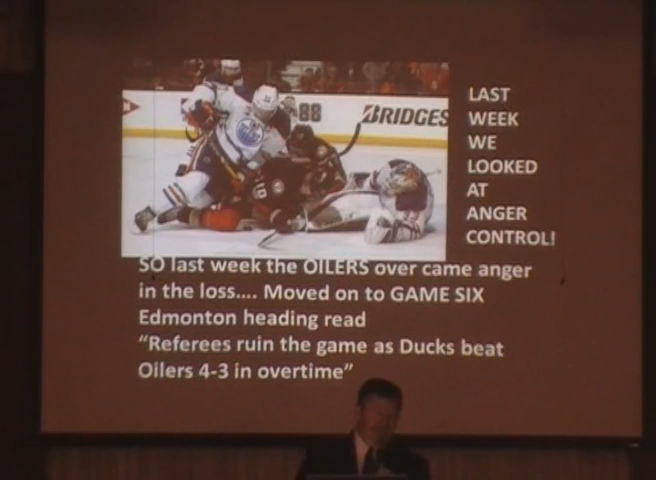 88
BRIDGES
LAST
WEEK
WE
LOOKED
AT
ANGER
CONTROL!
SO last week the OILERS over came anger
in the loss.... Moved on to GAME SIX
Edmonton heading read
“Referees ruin the game as Ducks beat
Oilers 4-3 in overtime”